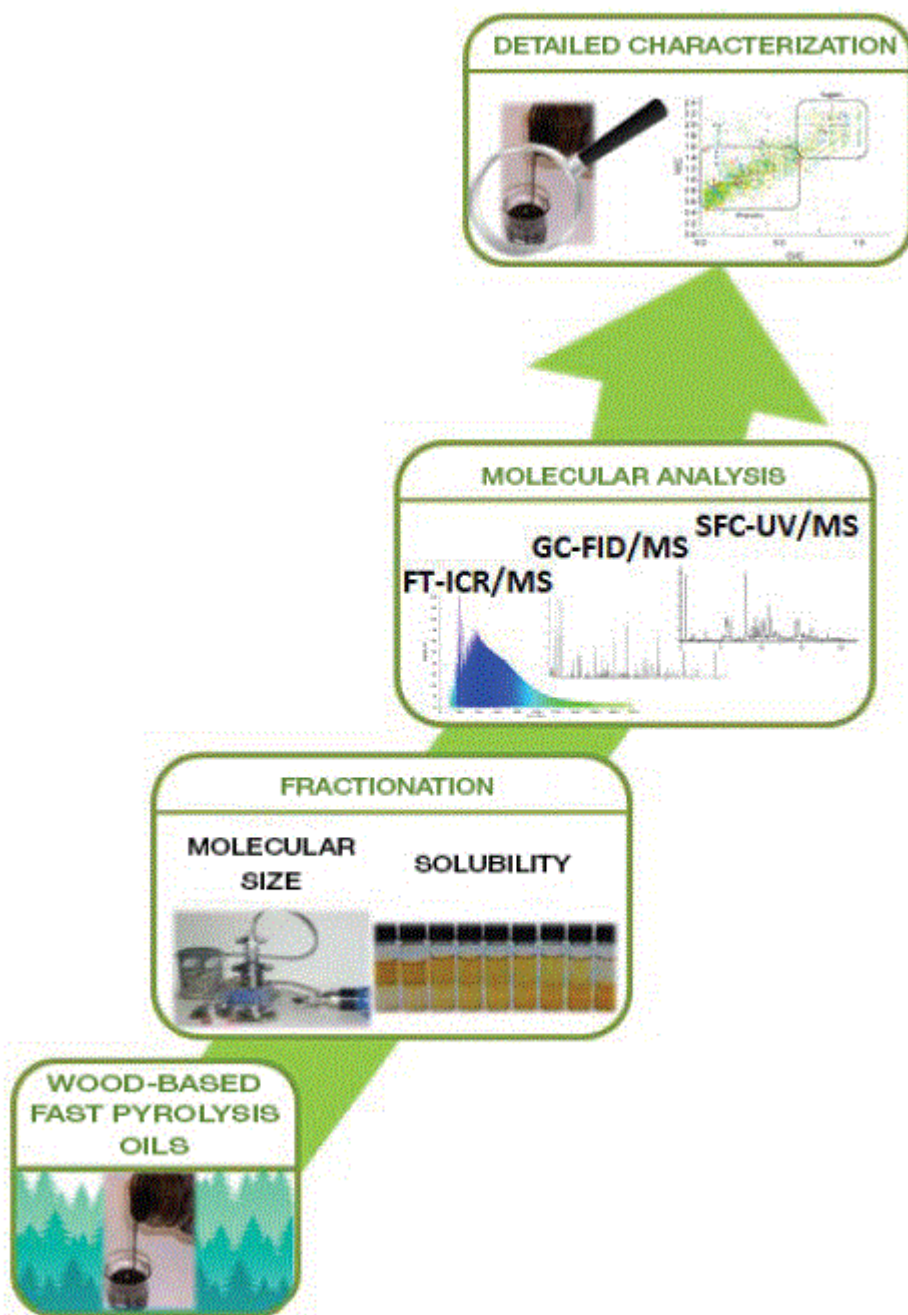 DETAILED CHARACTERIZATION
O/C
MOLECULAR ANALYSIS
SFC-UV/MS
GC-FID/MS
FT-ICR/MS
FRACTIONATION
MOLECULAR
SIZE
SOLUBILITY
WOOD-BASED
FAST PYROLYSIS
OILS